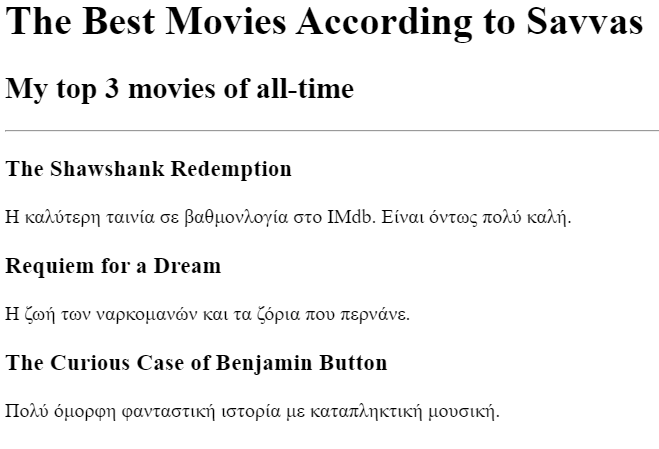 The Best Movies According to Savvas
My top 3 movies of all-time
The Shawshank Redemption
Η καλύτερη ταινία σε βαθμονλογία στο IMdb. Είναι όντως πολύ καλή.
Requiem for a Dream
Η ζωή των ναρκομανών και τα ζόρια που περνάνε.
The Curious Case of Benjamin Button
Πολύ όμορφη φανταστική ιστορία με καταπληκτική μουσική.